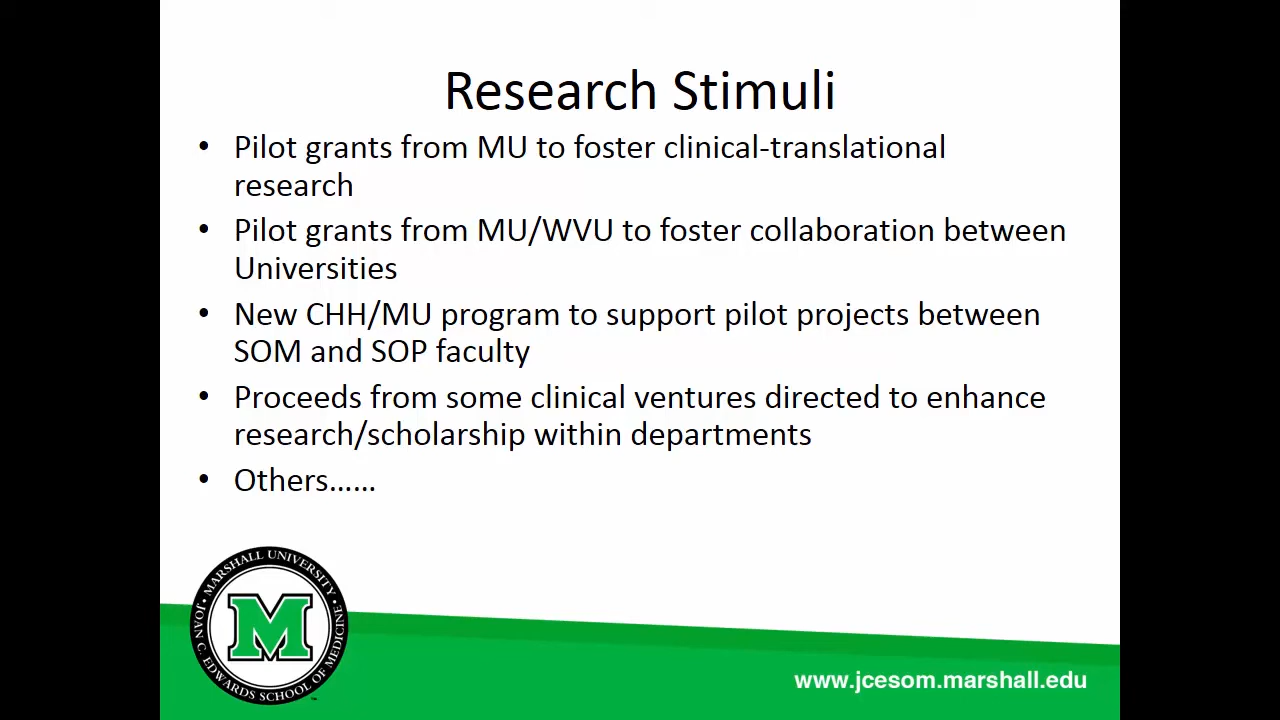 Research Stimuli
• Pilot grants from MU to foster clinical-translational
research
• Pilot grants from MU/WVU to foster collaboration between
Universities
• New CHH/MU program to support pilot projects between
SOM and SOP faculty
• Proceeds from some clinical ventures directed to enhance
research/scholarship within departments
• Others……
MARSHALL UNIVERSITY
M
JOAN C. EDWARDS SCHOOL OF MEDICINE
www.jcesom.marshall.edu